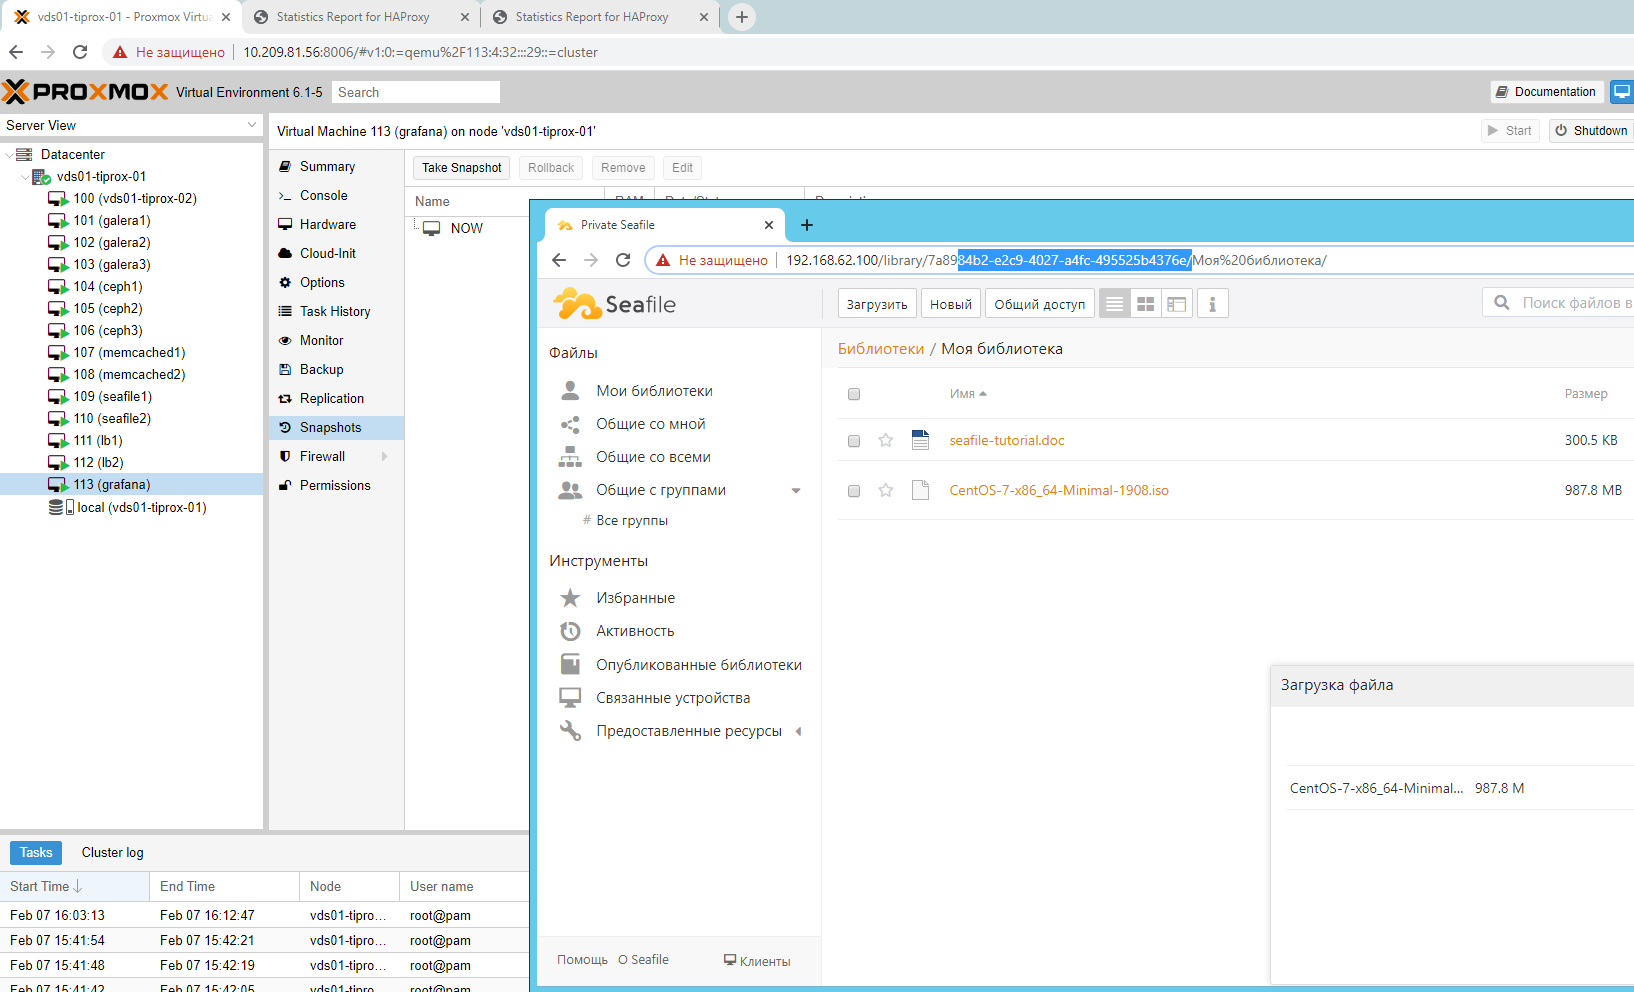 vds01-tiprox-01 - Proxmox Virtu
Statistics Report for HAProxy
Statistics Report for HAProxy
Не защищено
10.209.81.56:8006/#v1:0:=qemu%2F113:4:32:::29::=cluster
PROXMOX Virtual Environment 6.1-5
Search
Documentation
Server View
Virtual Machine 113 (grafana) on node 'vds01-tiprox-01'
Start
Shutdown
Datacenter
vds01-tiprox-01
100 (vds01-tiprox-02)
101 (galera1)
102 (galera2)
103 (galera3)
104 (ceph1)
105 (ceph2)
106 (ceph3)
107 (memcached1)
108 (memcached2)
109 (seafile1)
110 (seafile2)
111 (lb1)
112 (lb2)
113 (grafana)
local (vds01-tiprox-01)
Summary
Console
Hardware
Cloud-Init
Options
Task History
Monitor
Backup
Replication
Snapshots
Firewall
Permissions
Take Snapshot
Rollback
Remove
Edit
Name
NOW
Private Seafile
Не защищено
192.168.62.100/library/7a8984b2-e2c9-4027-a4fc-495525b4376e/Моя%20библиотека/
Seafile
Загрузить
Новый
Общий доступ
Поиск файлов в
Файлы
Мои библиотеки
Общие со мной
Общие со всеми
Общие с группами
# Все группы
Инструменты
Избранные
Активность
Опубликованные библиотеки
Связанные устройства
Предоставленные ресурсы
Помощь
О Seafile
Клиенты
Библиотеки / Моя библиотека
Имя
Размер
seafile-tutorial.doc
300.5 KB
CentOS-7-x86_64-Minimal-1908.iso
987.8 MB
Загрузка файла
CentOS-7-x86_64-Minimal...
987.8 M
Tasks
Cluster log
Start Time
End Time
Node
User name
Feb 07 16:03:13
Feb 07 16:12:47
vds01-tipro...
root@pam
Feb 07 15:41:54
Feb 07 15:42:21
vds01-tipro...
root@pam
Feb 07 15:41:48
Feb 07 15:42:19
vds01-tipro...
root@pam
Feb 07 15:41:42
Feb 07 15:42:05
vds01-tipro
root@pam